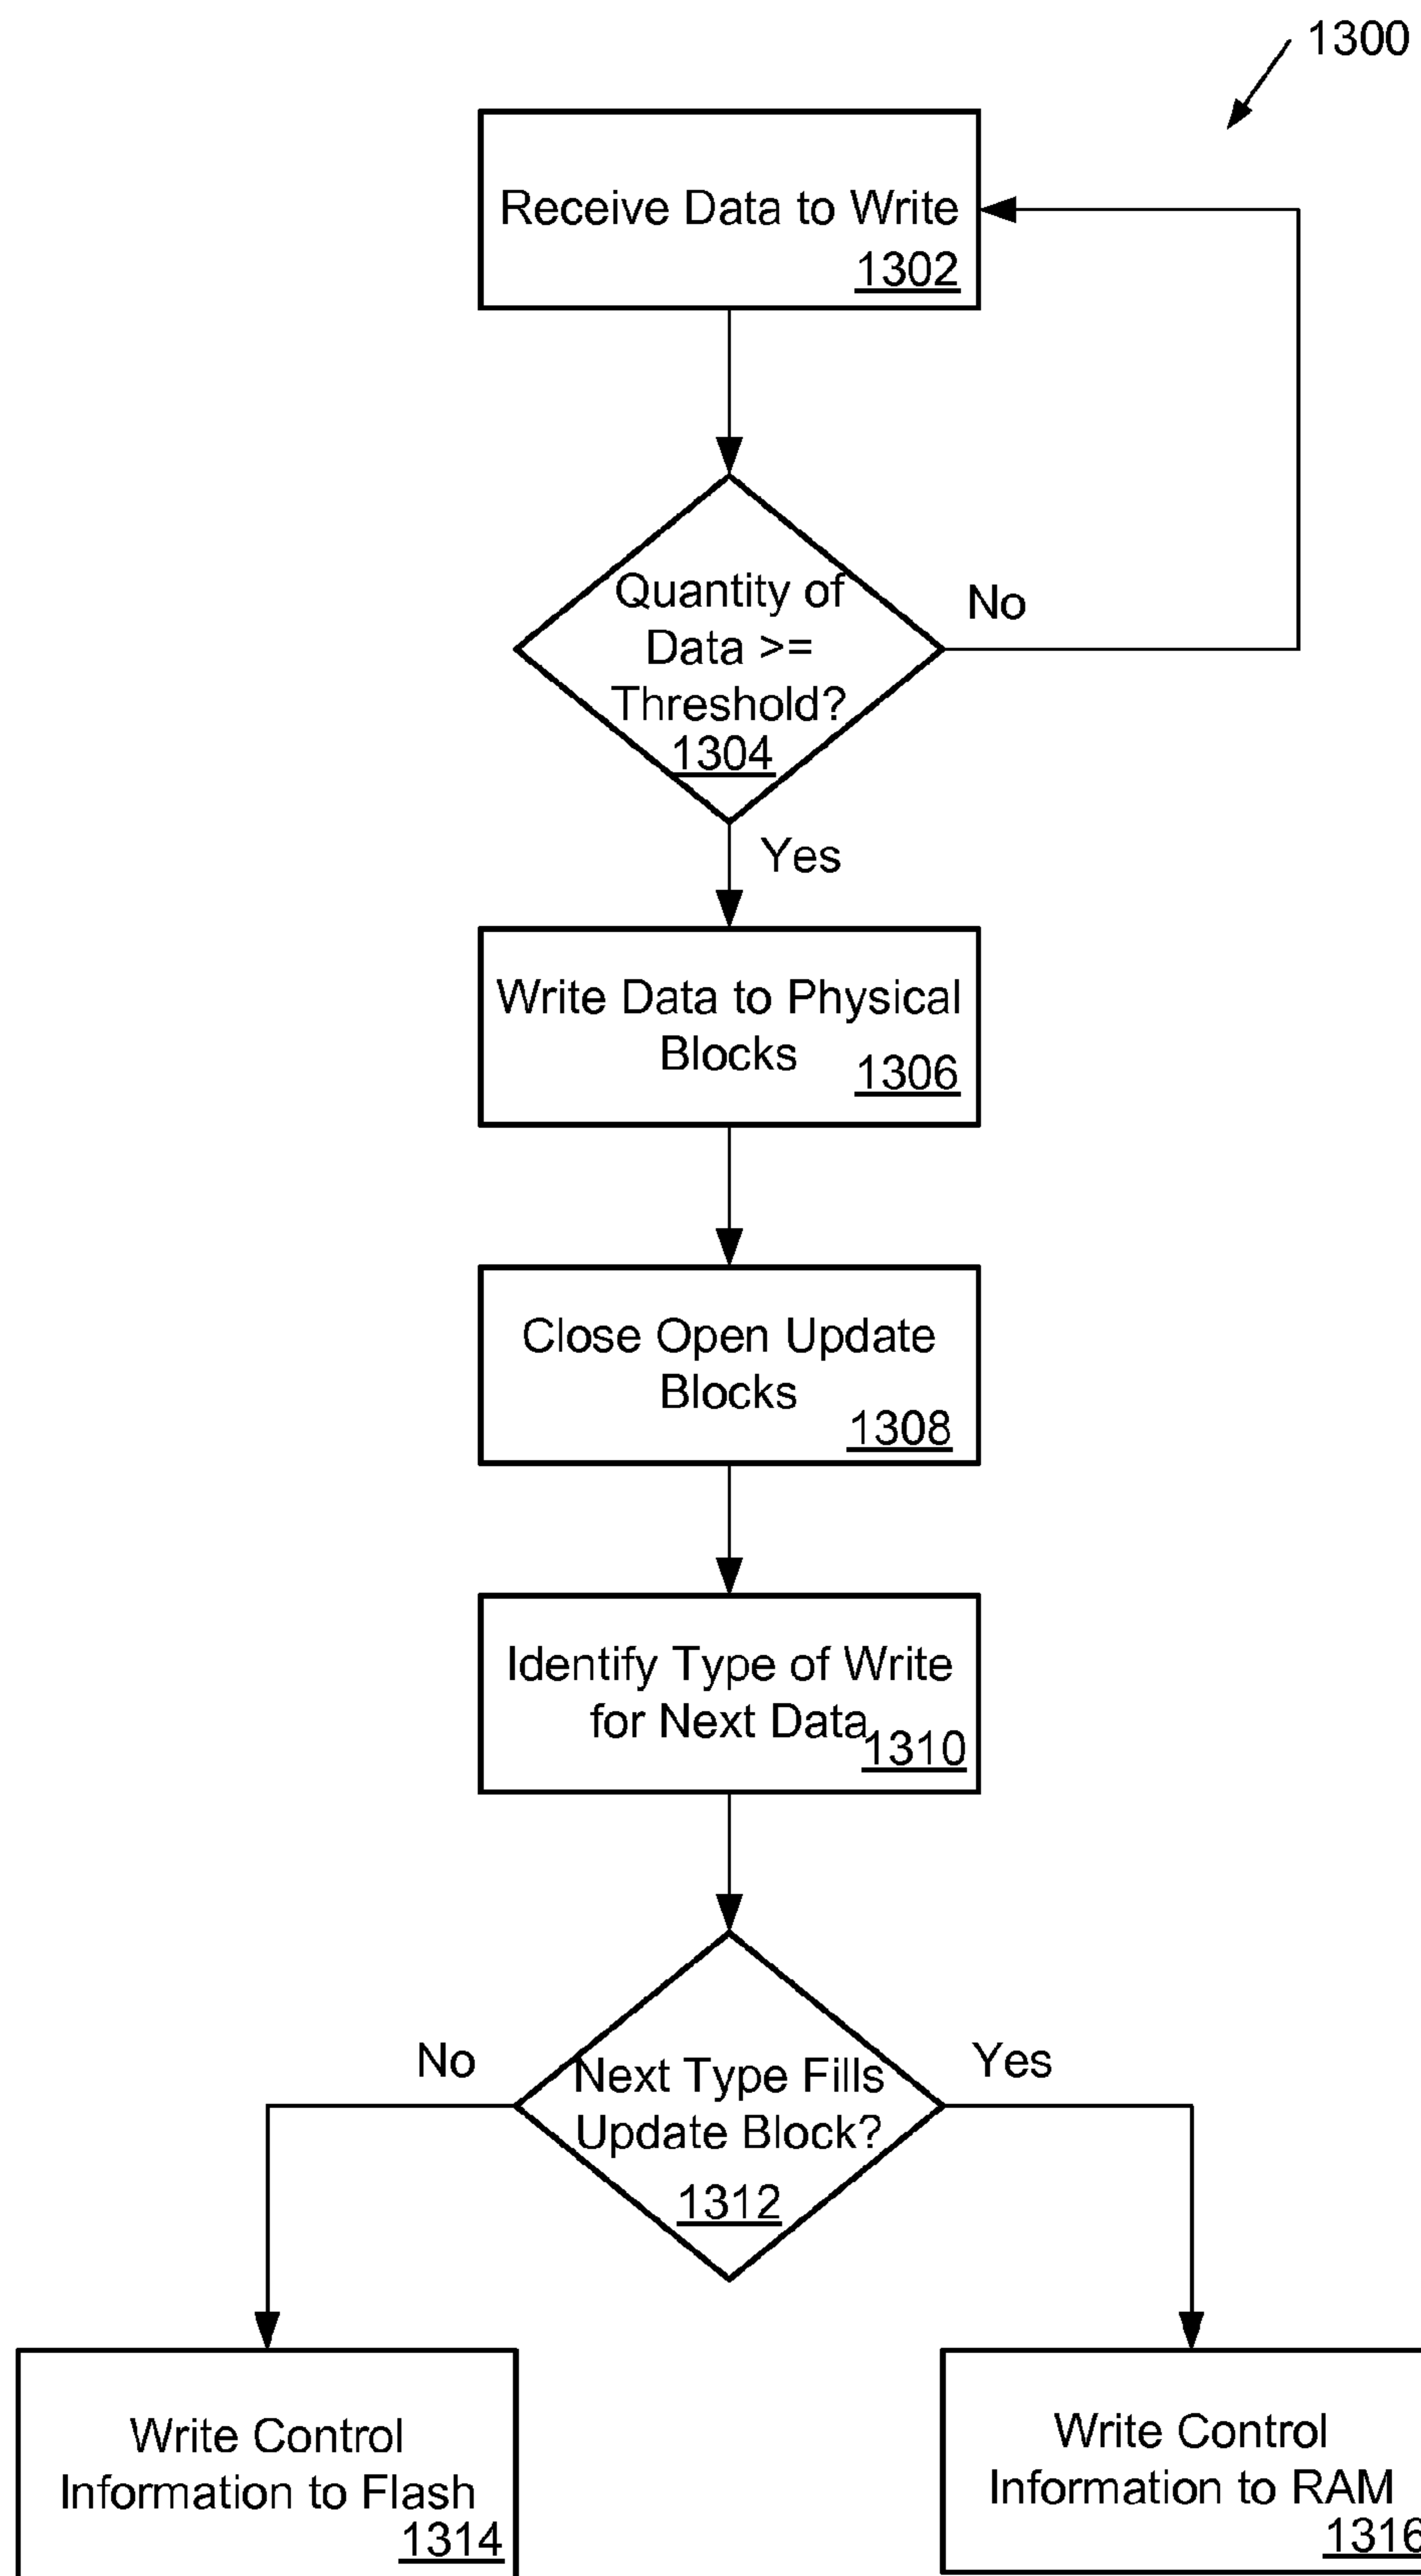 1300
Receive Data to Write
1302
Quantity of
Data >=
Threshold?
1304
No
Yes
Write Data to Physical
Blocks
1306
Close Open Update
Blocks
1308
Identify Type of Write
for Next Data
1310
No
Yes
Next Type Fills
Update Block?
1312
Write Control
Information to Flash
1314
Write Control
Information to RAM
1316